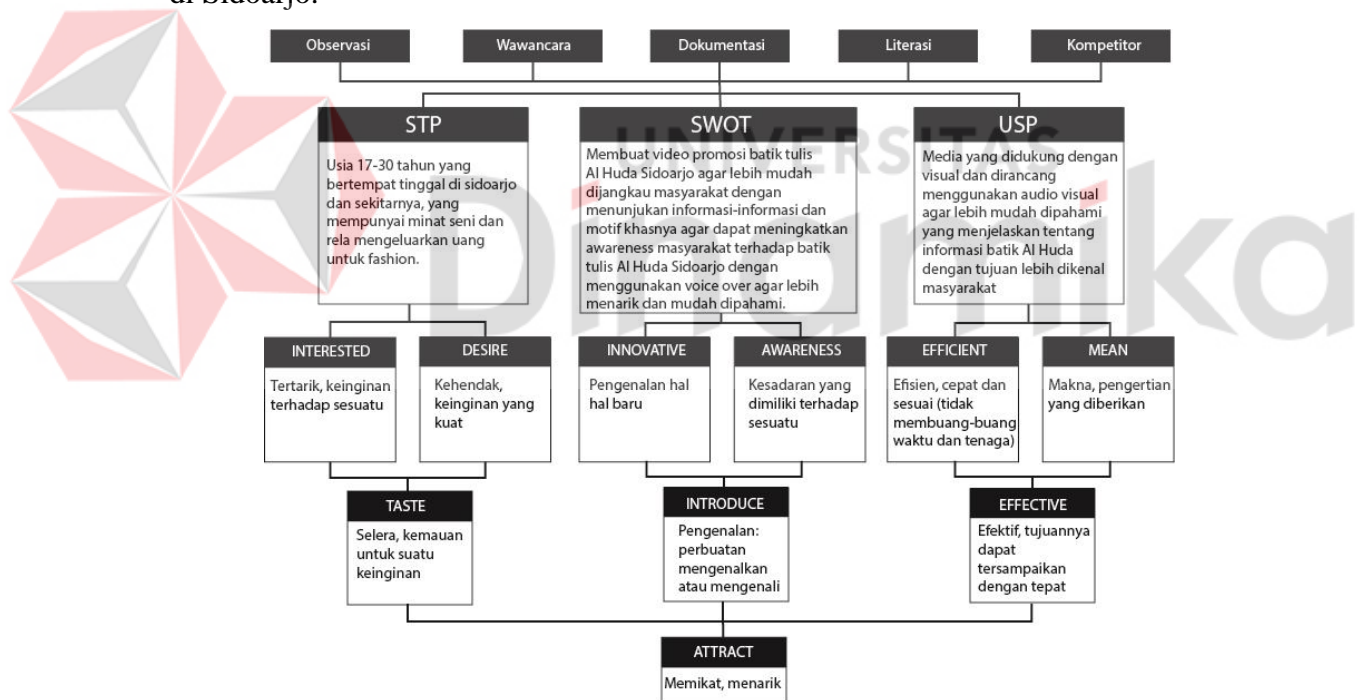 di Sidoarjo.
Observasi
Wawancara
Dokumentasi
Literasi
Kompetitor
STP
Usia 17-30 tahun yang
bertempat tinggal di sidoarjo
dan sekitarnya, yang
mempunyai minat seni dan
rela mengeluarkan uang
untuk fashion.
SWOT
Membuat video promosi batik tulis
Al Huda Sidoarjo agar lebih mudah
dijangkau masyarakat dengan
menunjukan informasi-informasi dan
motif khasnya agar dapat meningkatkan
awareness masyarakat terhadap batik
tulis Al Huda Sidoarjo dengan
menggunakan voice over agar lebih
menarik dan mudah dipahami.
USP
Media yang didukung dengan
visual dan dirancang
menggunakan audio visual
agar lebih mudah dipahami
yang menjelaskan tentang
informasi batik Al Huda
dengan tujuan lebih dikenal
masyarakat
UNIVERSITAS
Dinamika
INTERESTED
Tertarik, keinginan
terhadap sesuatu
DESIRE
Kehendak,
keinginan yang
kuat
INNOVATIVE
Pengenalan hal
hal baru
AWARENESS
Kesadaran yang
dimiliki terhadap
sesuatu
EFFICIENT
Efisien, cepat dan
sesuai (tidak
membuang-buang
waktu dan tenaga)
MEAN
Makna, pengertian
yang diberikan
TASTE
Selera, kemauan
untuk suatu
keinginan
INTRODUCE
Pengenalan:
perbuatan
mengenalkan
atau mengenali
EFFECTIVE
Efektif, tujuannya
dapat
tersampaikan
dengan tepat
ATTRACT
Memikat, menarik